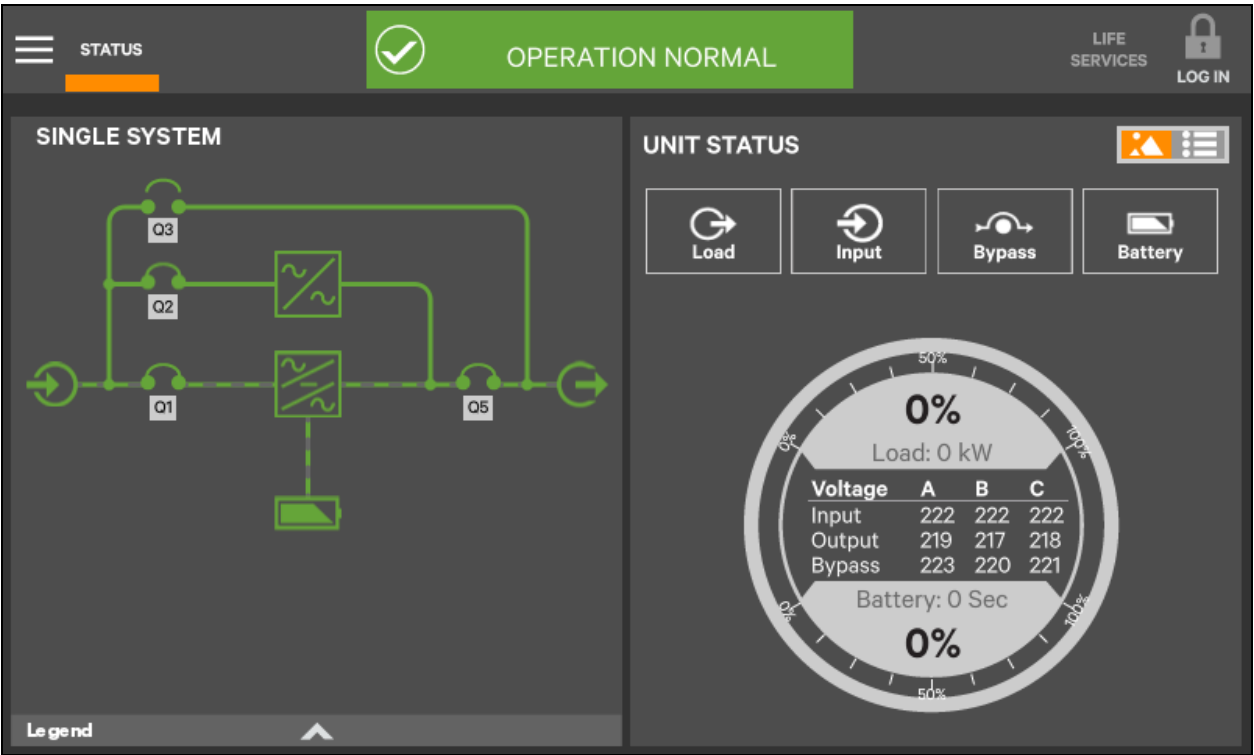 STATUS
OPERATION NORMAL
LIFE
SERVICES
LOG IN
SINGLE SYSTEM
Q3
Q2
Q1
Q5
Legend
UNIT STATUS
Load
Input
Bypass
Battery
50%
0%
100%
0%
Load: 0 kW
Voltage A B C
Input 222 222 222
Output 219 217 218
Bypass 223 220 221
Battery: 0 Sec
0%
0%
100%
50%